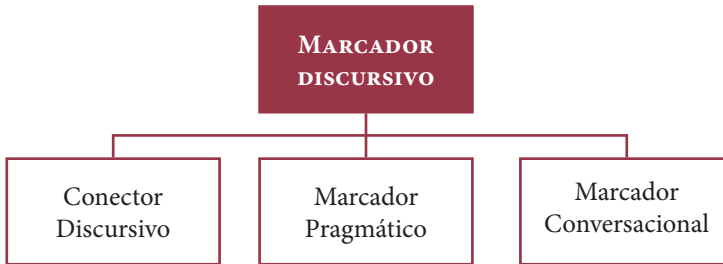 Marcador
discursivo
Conector
Discursivo
Marcador
Pragmático
Marcador
Conversacional